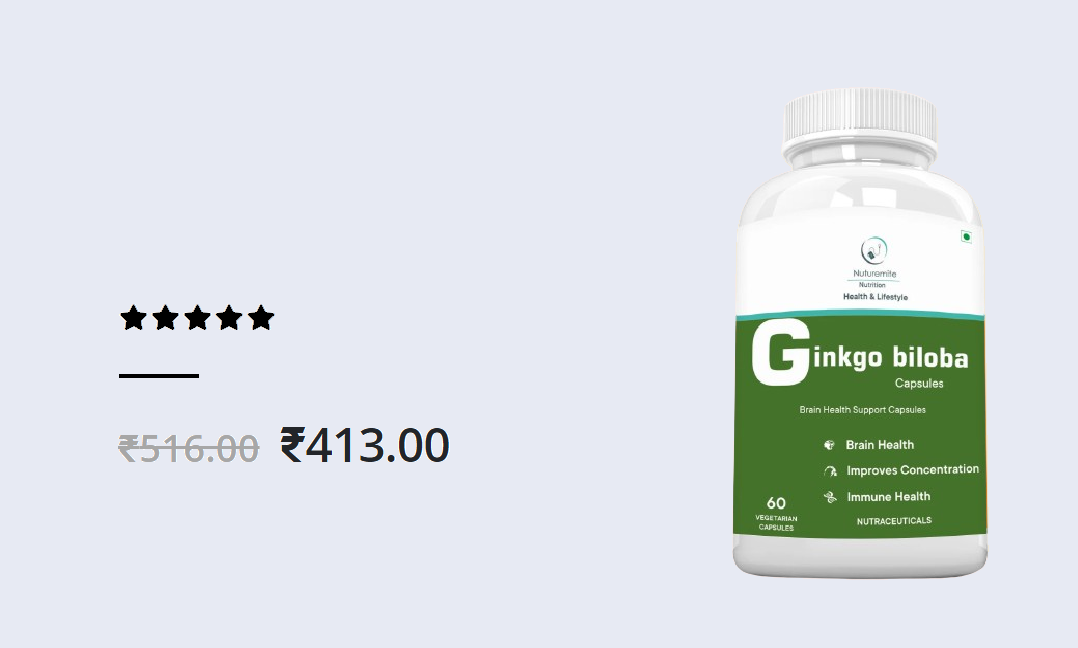 ₹516.00 ₹413.00
Nuturemite
Nutrition
Health & Lifestyle
Ginkgo biloba
Capsules
Brain Health Support Capsules
Brain Health
Improves Concentration
Immune Health
60
VEGETARIAN
CAPSULES
NUTRACEUTICALS